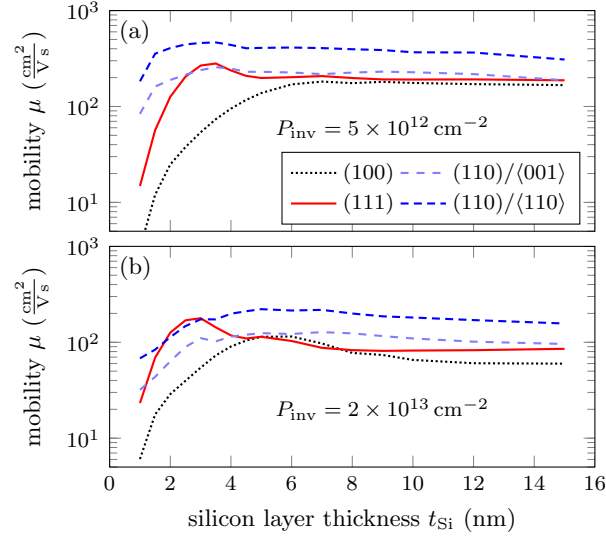 (a)
10³
10²
10¹
mobility μ (cm²/V s)
P_inv = 5 × 10¹² cm⁻²
(100)
(110)/⟨001⟩
(111)
(110)/⟨110⟩
(b)
10³
10²
10¹
mobility μ (cm²/V s)
P_inv = 2 × 10¹³ cm⁻²
0 2 4 6 8 10 12 14 16
silicon layer thickness t_Si (nm)